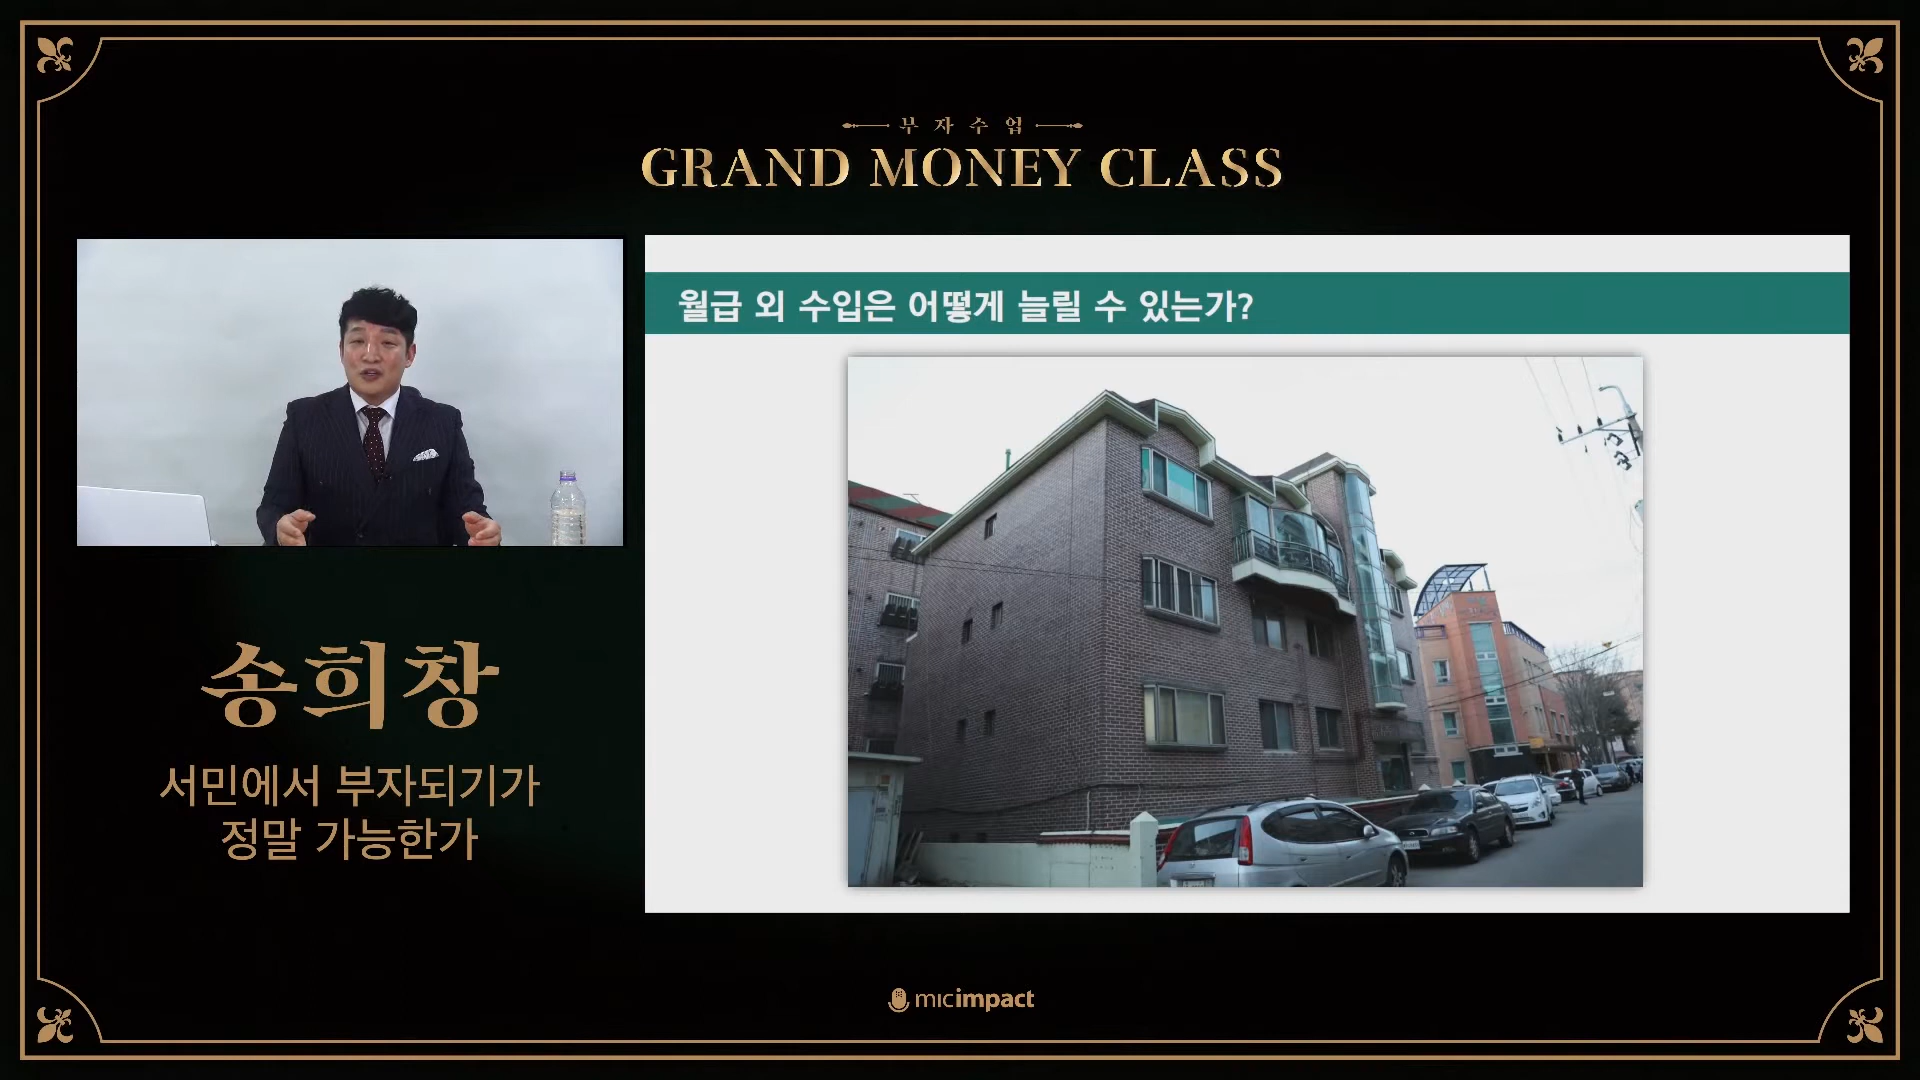 부자수업
GRAND MONEY CLASS
월급 외 수입은 어떻게 늘릴 수 있는가?
송희창
서민에서 부자되기가
정말 가능한가
micimpact